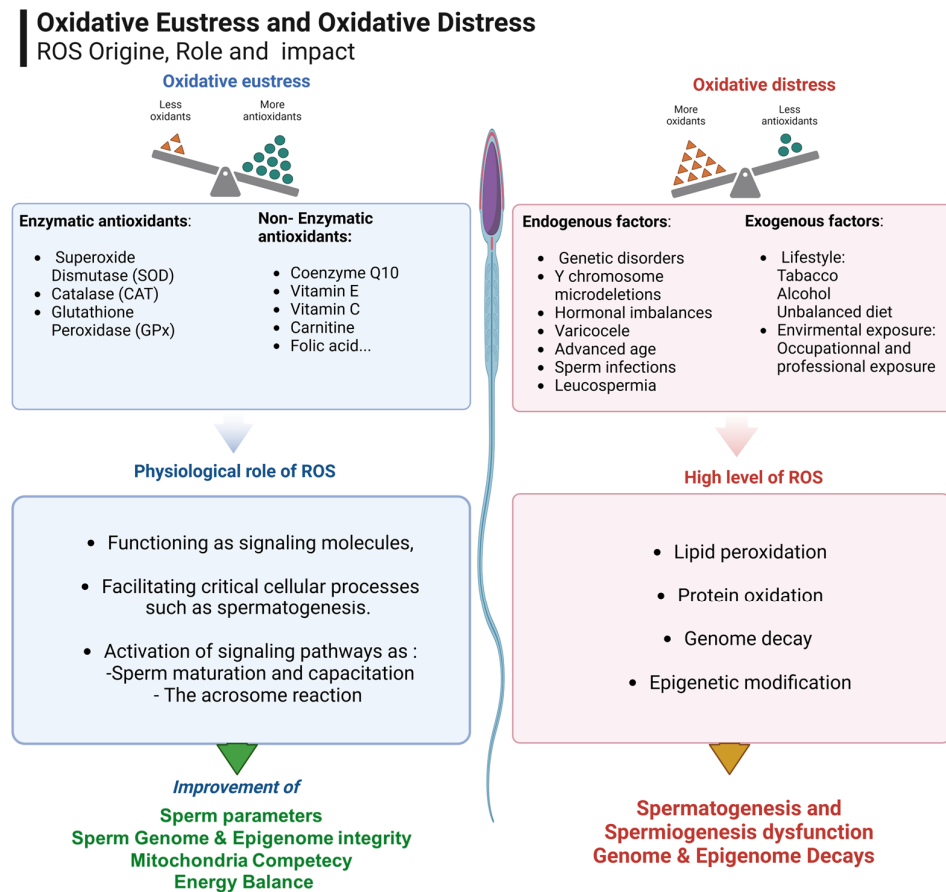 Oxidative Eustress and Oxidative Distress
ROS Origine, Role and impact
Oxidative eustress
Less
oxidants
More
antioxidants
Enzymatic antioxidants:
• Superoxide
Dismutase (SOD)
• Catalase (CAT)
• Glutathione
Peroxidase (GPx)
Non- Enzymatic
antioxidants:
• Coenzyme Q10
• Vitamin E
• Vitamin C
• Carnitine
• Folic acid...
Physiological role of ROS
• Functioning as signaling molecules,
• Facilitating critical cellular processes
such as spermatogenesis.
• Activation of signaling pathways as :
-Sperm maturation and capacitation
- The acrosome reaction
Improvement of
Sperm parameters
Sperm Genome & Epigenome integrity
Mitochondria Competecy
Energy Balance
Oxidative distress
More
oxidants
Less
antioxidants
Endogenous factors:
• Genetic disorders
• Y chromosome
microdeletions
• Hormonal imbalances
• Varicocele
• Advanced age
• Sperm infections
• Leucospermia
Exogenous factors:
• Lifestyle:
Tabacco
Alcohol
Unbalanced diet
• Envirmental exposure:
Occupationnal and
professional exposure
High level of ROS
• Lipid peroxidation
• Protein oxidation
• Genome decay
• Epigenetic modification
Spermatogenesis and
Spermiogenesis dysfunction
Genome & Epigenome Decays